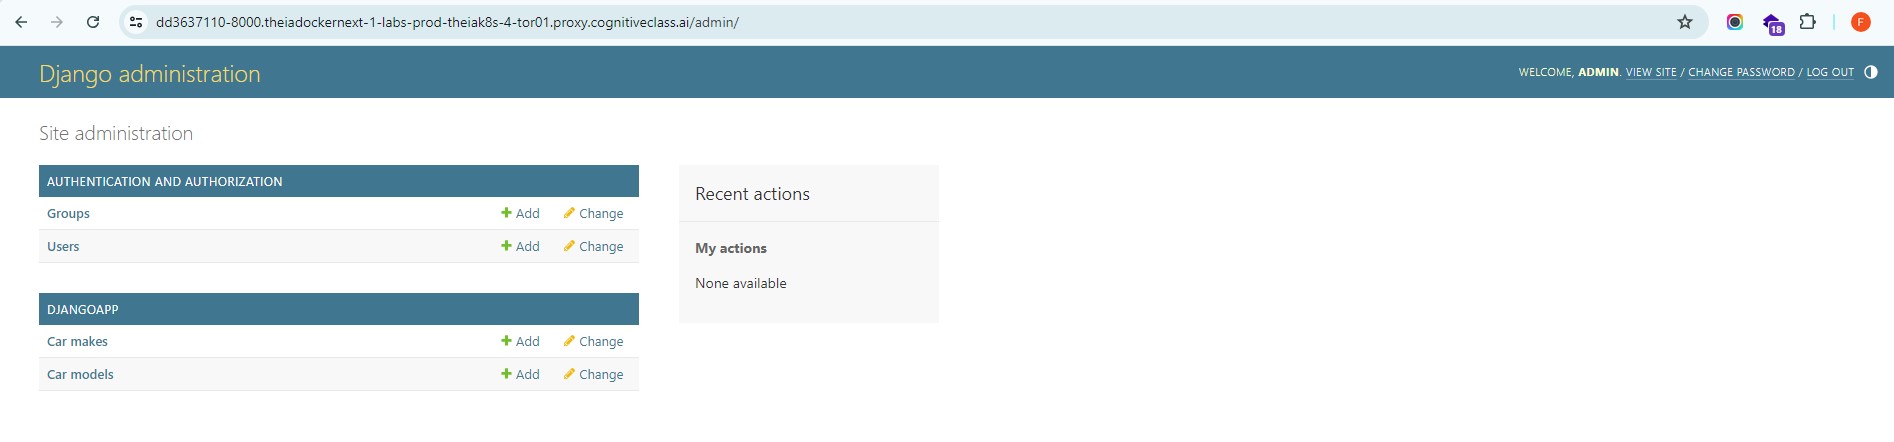 dd3637110-8000.theiadockernext-1-labs-prod-theiak8s-4-tor01.proxy.cognitiveclass.ai/admin/
18
F
Django administration
WELCOME, ADMIN. VIEW SITE / CHANGE PASSWORD / LOG OUT
Site administration
AUTHENTICATION AND AUTHORIZATION
Groups Add Change
Users Add Change
DJANGOAPP
Car makes Add Change
Car models Add Change
Recent actions
My actions
None available